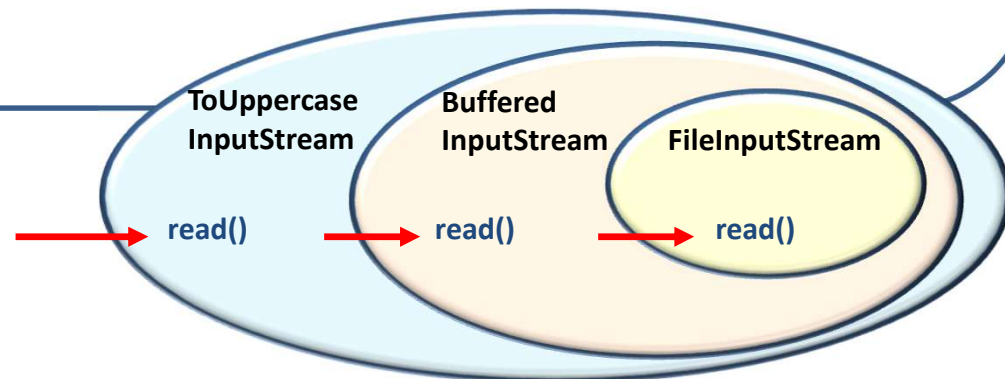 ToUppercase
InputStream
Buffered
InputStream
FileInputStream
read()
read()
read()